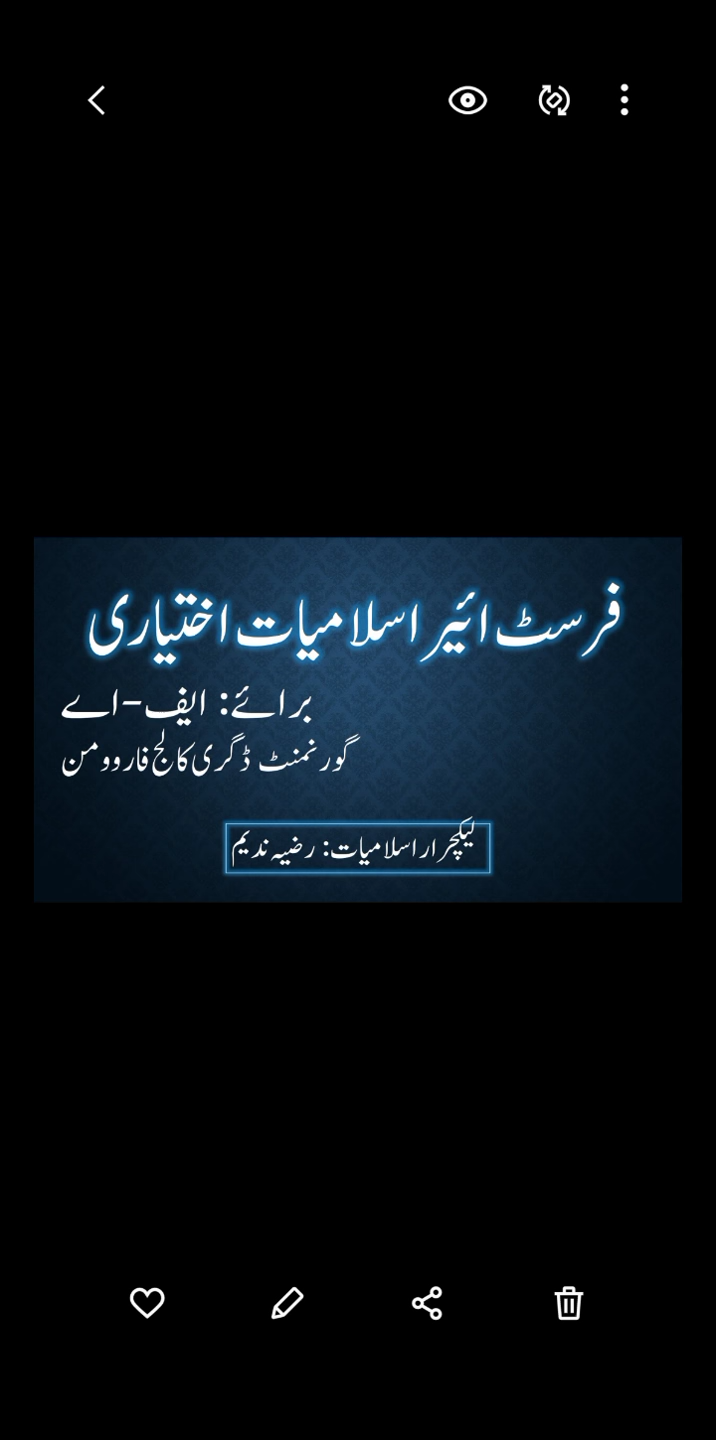 فرسٹ ائیر اسلامیات اختیاری
برائے: ایف-اے
گورنمنٹ ڈگری کالج فار وومن
لیکچرار اسلامیات: رضیہ ندیم